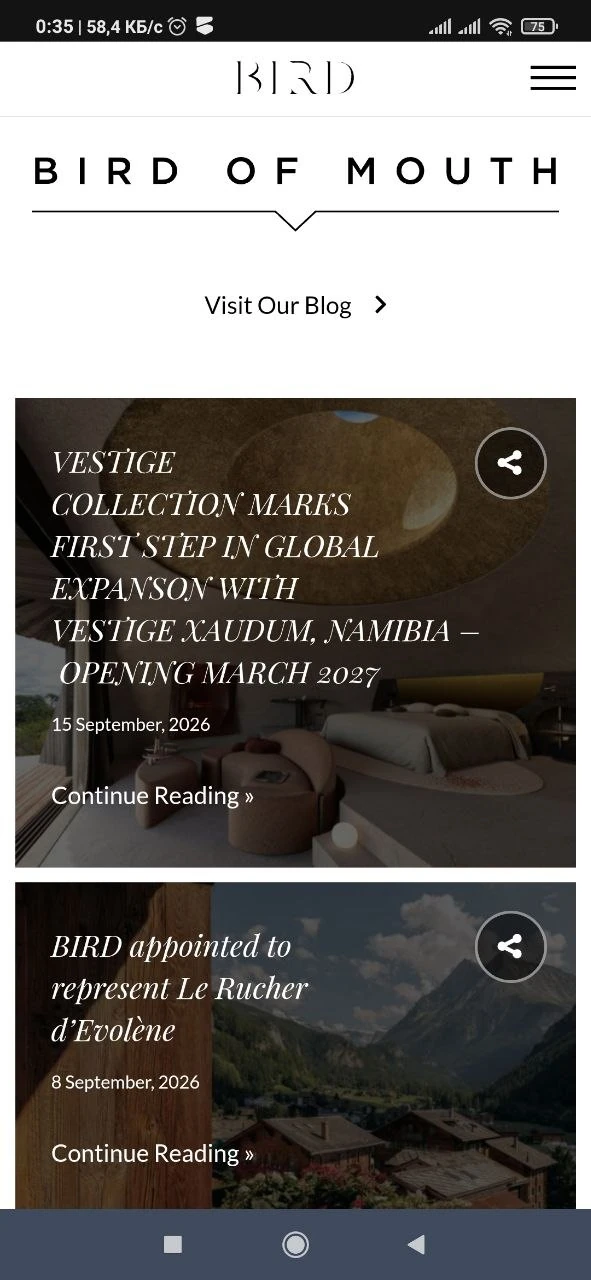 0:35 | 58,4 КБ/с
75
BIRD
BIRD OF MOUTH
Visit Our Blog
VESTIGE
COLLECTION MARKS
FIRST STEP IN GLOBAL
EXPANSON WITH
VESTIGE XAUDUM, NAMIBIA –
OPENING MARCH 2027
15 September, 2026
Continue Reading »
BIRD appointed to
represent Le Rucher
d’Evolène
8 September, 2026
Continue Reading »